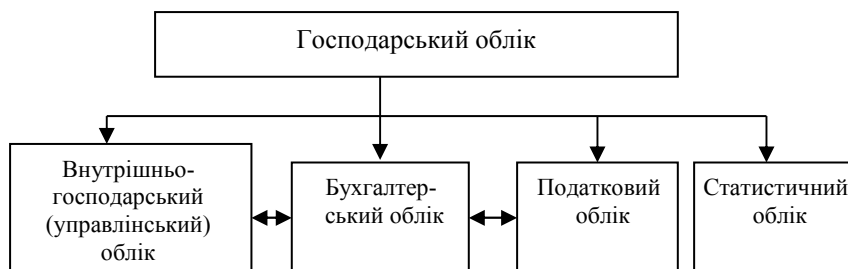 Господарський облік
Внутрішньо-
господарський
(управлінський)
облік
Бухгалтер-
ський облік
Податковий
облік
Статистичний
облік